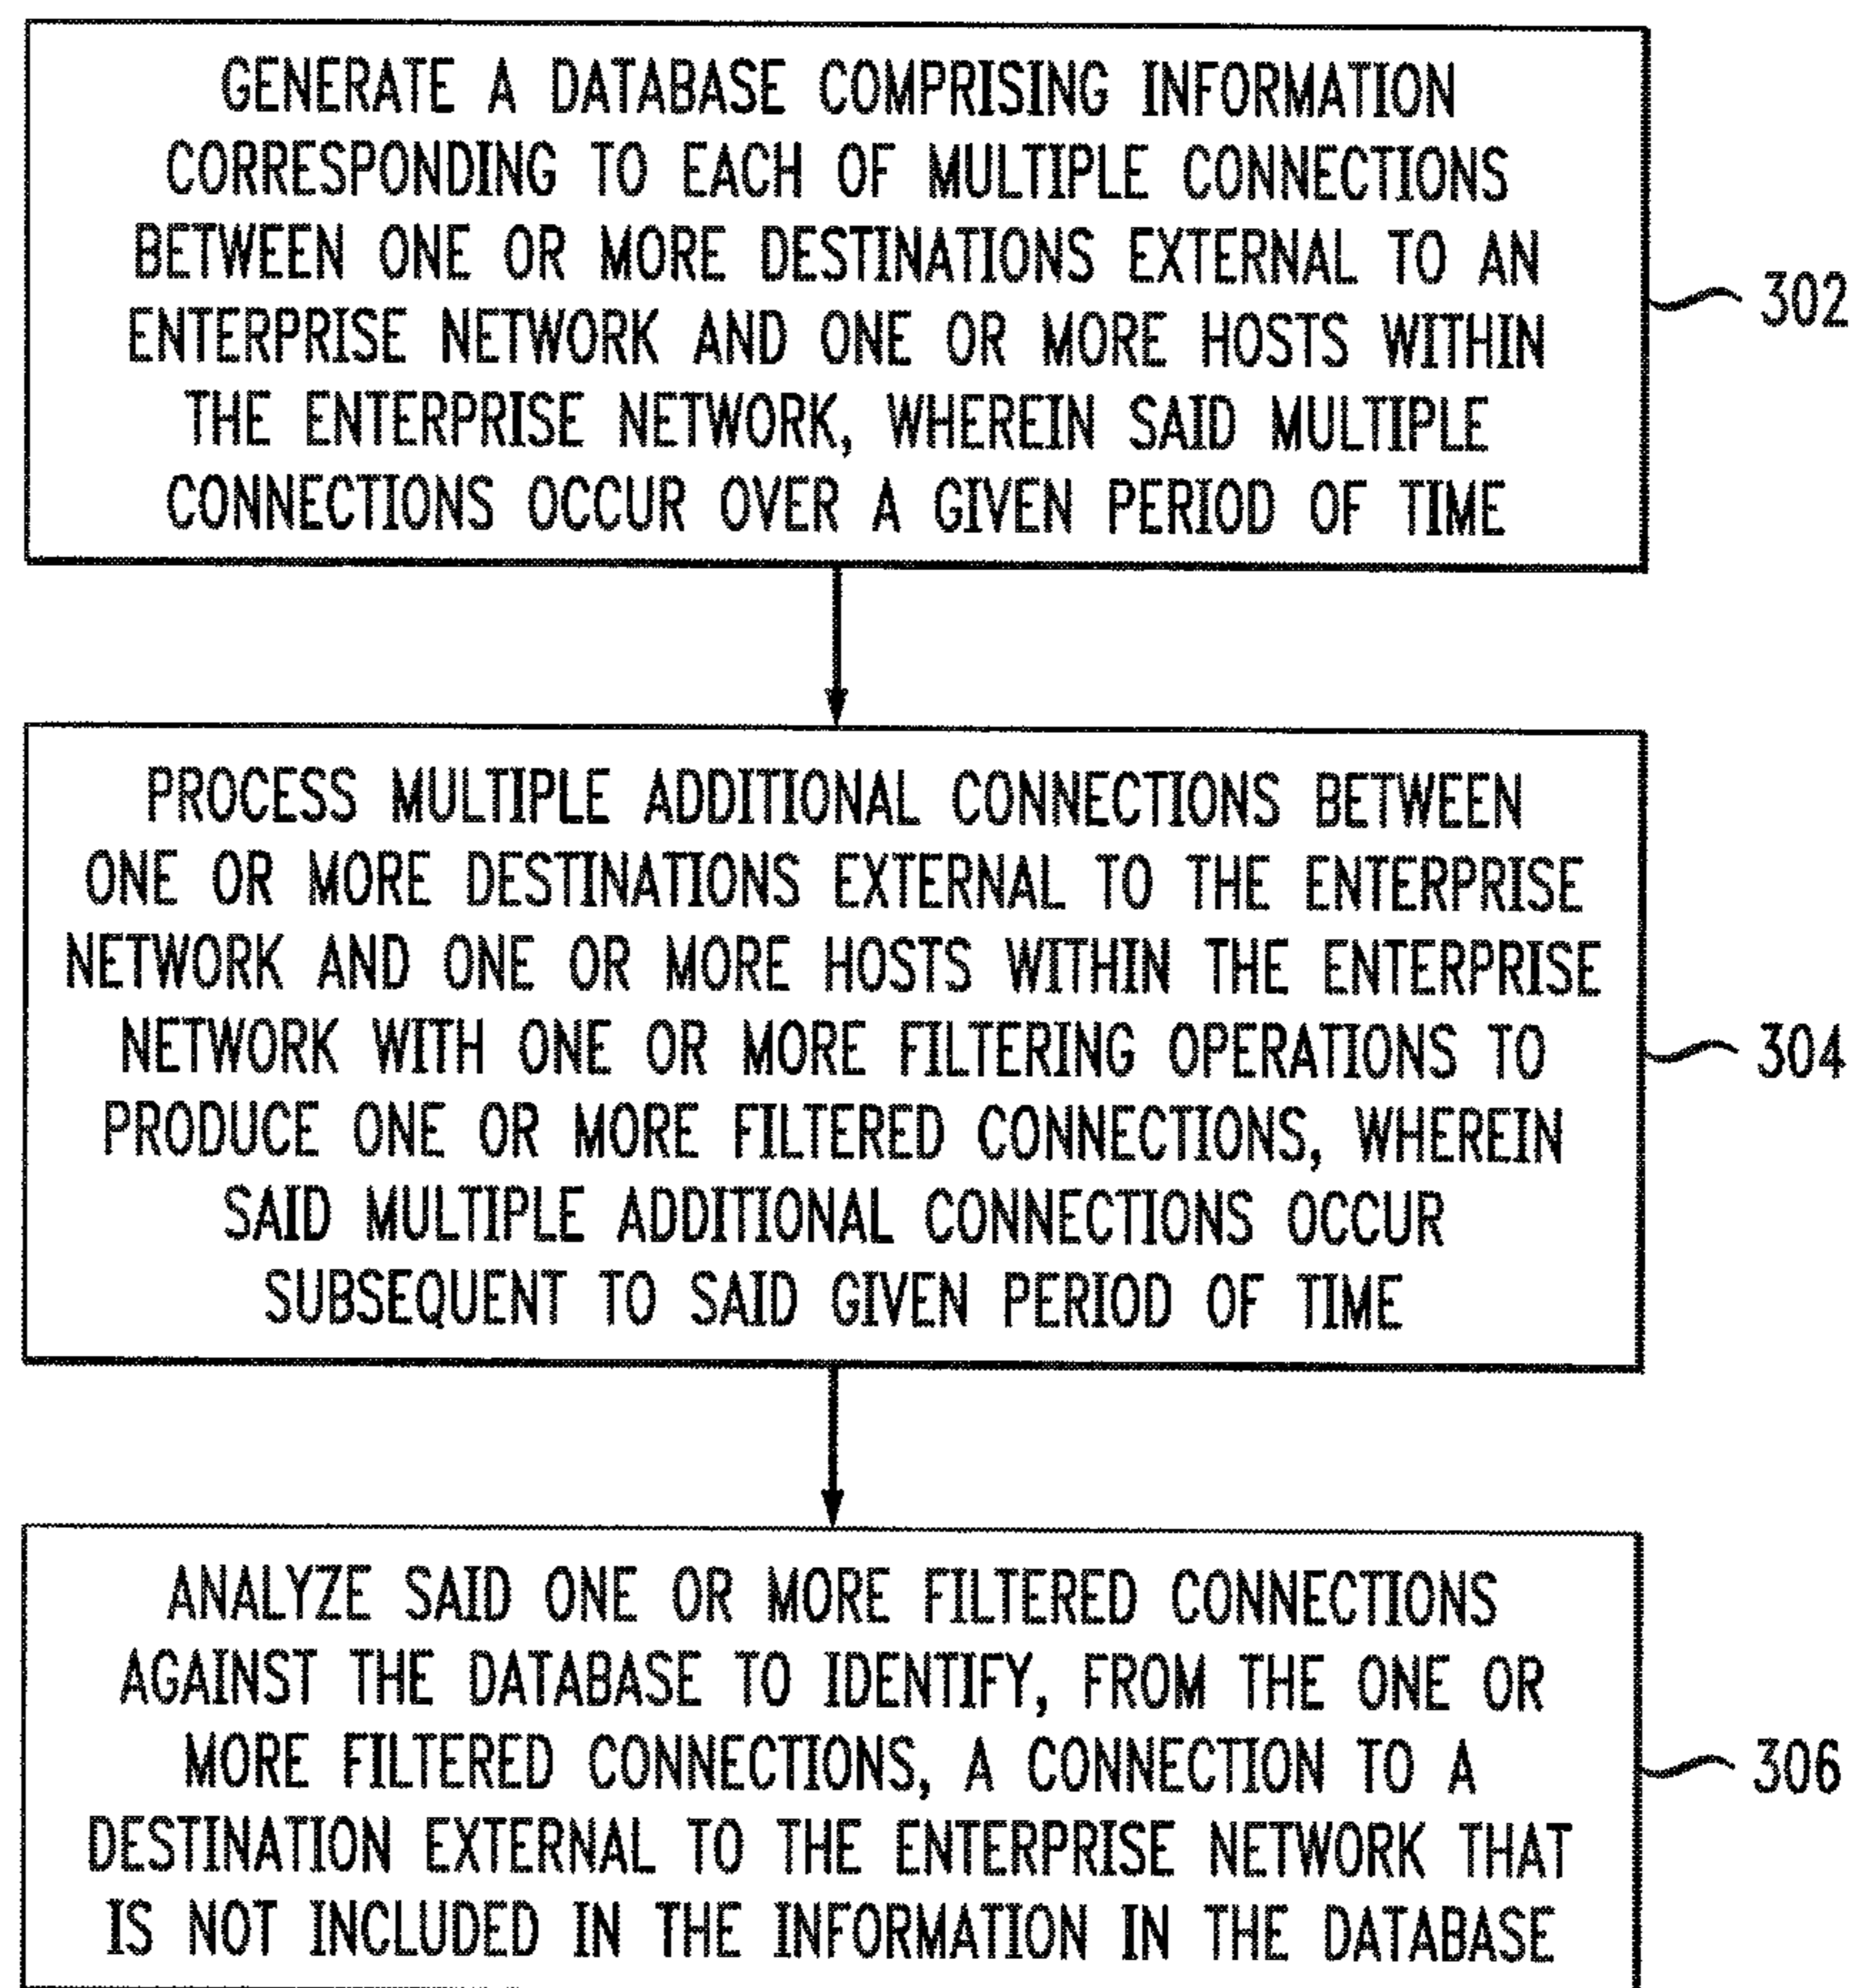 GENERATE A DATABASE COMPRISING INFORMATION
CORRESPONDING TO EACH OF MULTIPLE CONNECTIONS
BETWEEN ONE OR MORE DESTINATIONS EXTERNAL TO AN
ENTERPRISE NETWORK AND ONE OR MORE HOSTS WITHIN
THE ENTERPRISE NETWORK, WHEREIN SAID MULTIPLE
CONNECTIONS OCCUR OVER A GIVEN PERIOD OF TIME
302
PROCESS MULTIPLE ADDITIONAL CONNECTIONS BETWEEN
ONE OR MORE DESTINATIONS EXTERNAL TO THE ENTERPRISE
NETWORK AND ONE OR MORE HOSTS WITHIN THE ENTERPRISE
NETWORK WITH ONE OR MORE FILTERING OPERATIONS TO
PRODUCE ONE OR MORE FILTERED CONNECTIONS, WHEREIN
SAID MULTIPLE ADDITIONAL CONNECTIONS OCCUR
SUBSEQUENT TO SAID GIVEN PERIOD OF TIME
304
ANALYZE SAID ONE OR MORE FILTERED CONNECTIONS
AGAINST THE DATABASE TO IDENTIFY, FROM THE ONE OR
MORE FILTERED CONNECTIONS, A CONNECTION TO A
DESTINATION EXTERNAL TO THE ENTERPRISE NETWORK THAT
IS NOT INCLUDED IN THE INFORMATION IN THE DATABASE
306